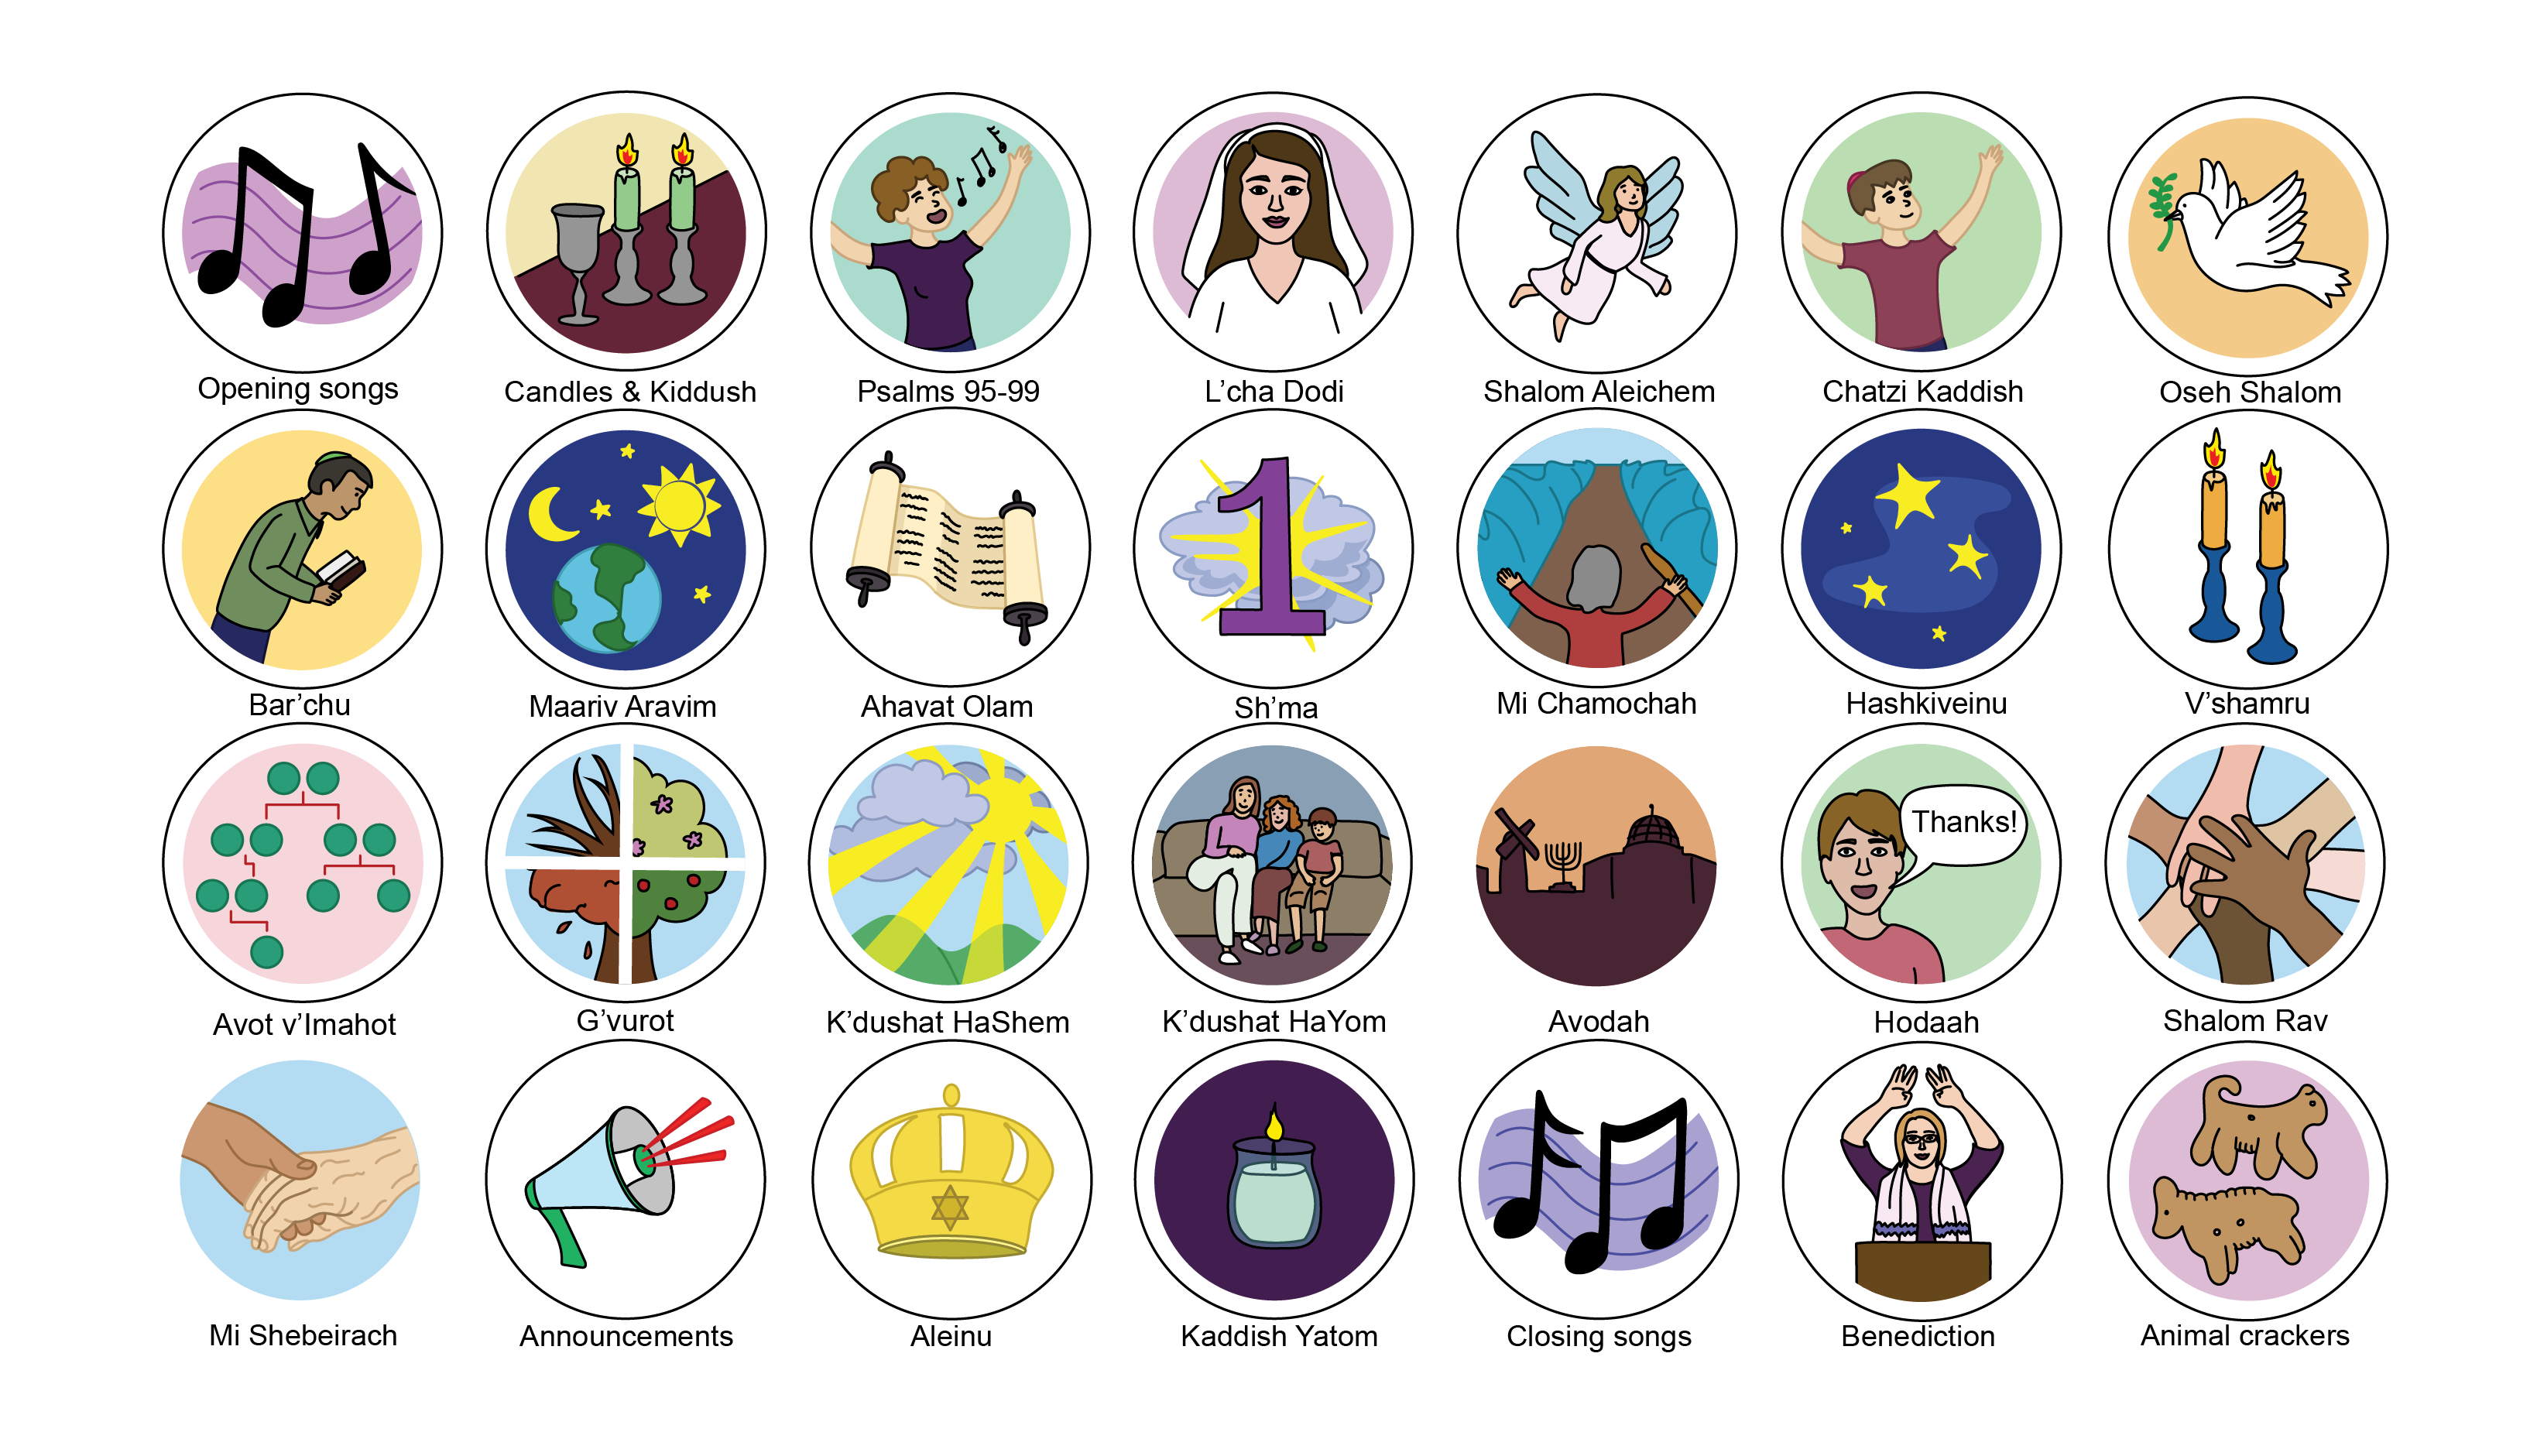 Opening songs
Candles & Kiddush
Psalms 95-99
L’cha Dodi
Shalom Aleichem
Chatzi Kaddish
Oseh Shalom
Bar’chu
Maariv Aravim
Ahavat Olam
1
Sh’ma
Mi Chamochah
Hashkiveinu
V’shamru
Avot v’Imahot
G’vurot
K’dushat HaShem
K’dushat HaYom
Avodah
Thanks!
Hodaah
Shalom Rav
Mi Shebeirach
Announcements
Aleinu
Kaddish Yatom
Closing songs
Benediction
Animal crackers